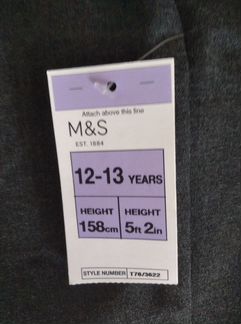 Attach above this line
M&S
EST. 1884
12-13 YEARS
HEIGHT HEIGHT
158cm 5ft 2in
STYLE NUMBER T76/3622